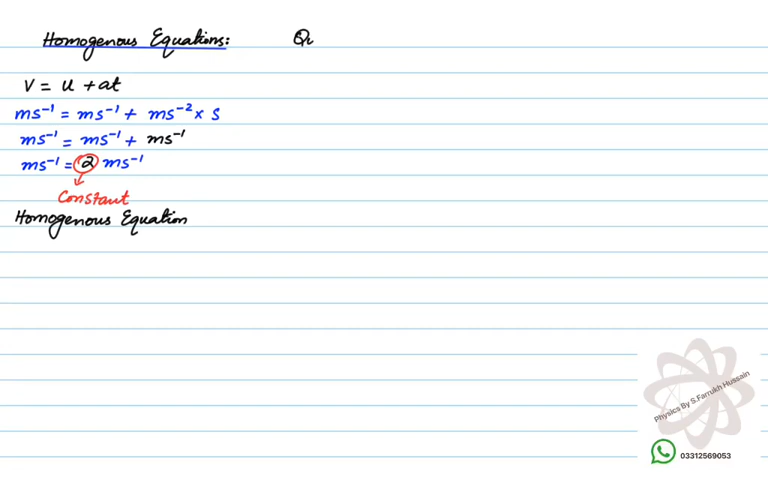 Homogenous Equations:
Qu
V = u + at
ms⁻¹ = ms⁻¹ + ms⁻² x s
ms⁻¹ = ms⁻¹ + ms⁻¹
ms⁻¹ = 2 ms⁻¹
Constant
Homogenous Equation
Physics By S.Farrukh Hussain
03312569053